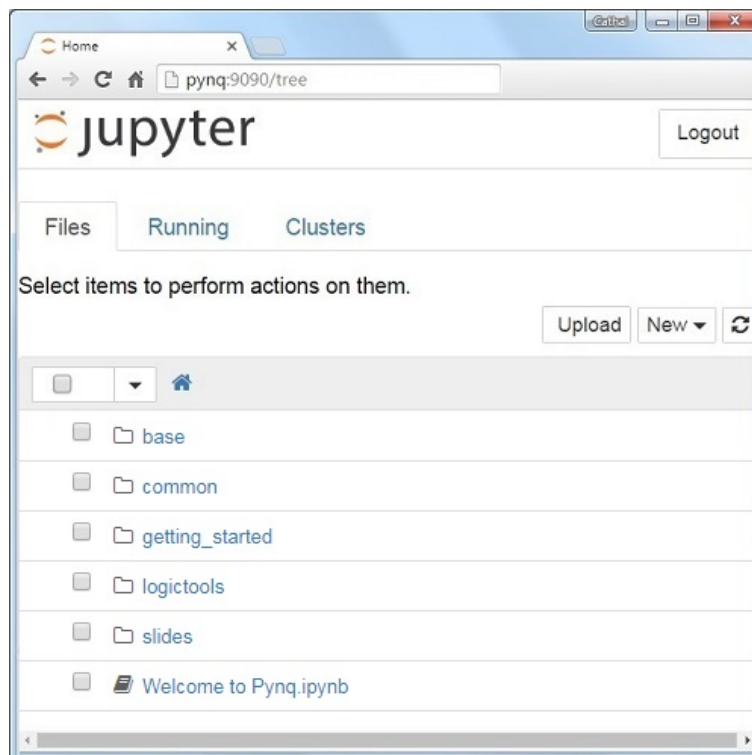 Cathal
Home
pynq:9090/tree
jupyter
Logout
Files Running Clusters
Select items to perform actions on them.
Upload New
base
common
getting_started
logictools
slides
Welcome to Pynq.ipynb